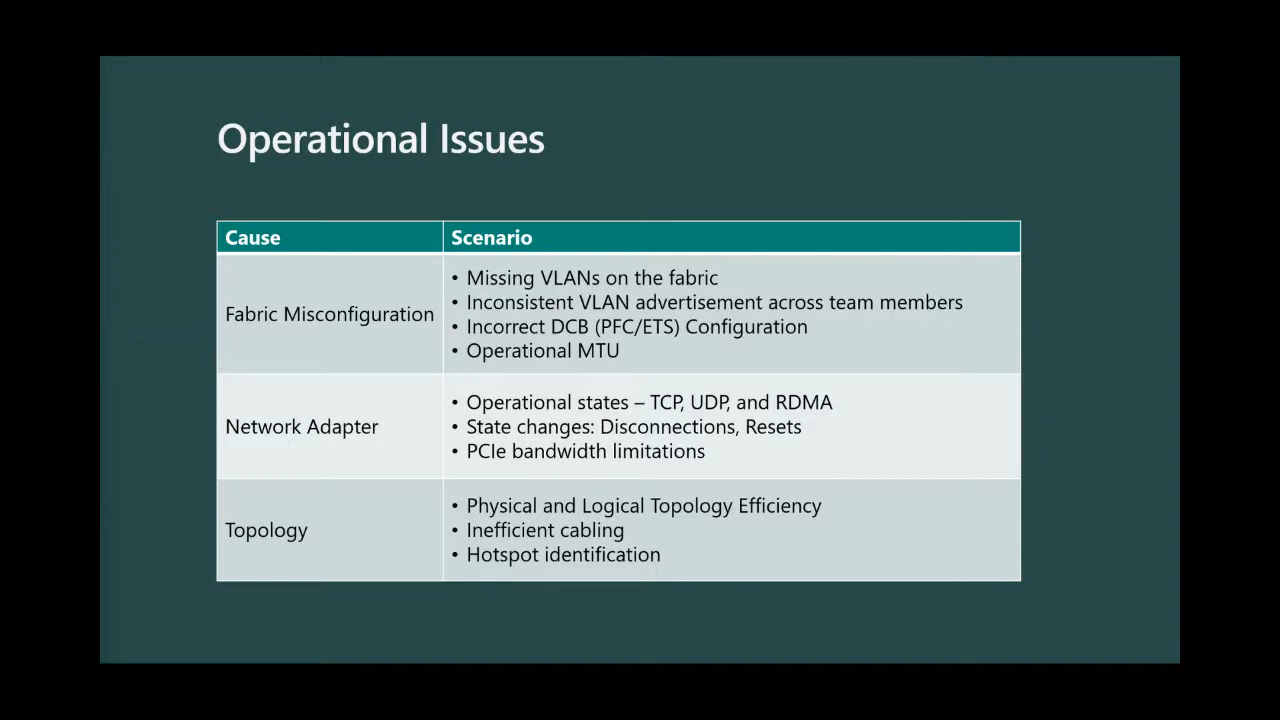 Operational Issues
Cause
Scenario
Fabric Misconfiguration
• Missing VLANs on the fabric
• Inconsistent VLAN advertisement across team members
• Incorrect DCB (PFC/ETS) Configuration
• Operational MTU
Network Adapter
• Operational states – TCP, UDP, and RDMA
• State changes: Disconnections, Resets
• PCIe bandwidth limitations
Topology
• Physical and Logical Topology Efficiency
• Inefficient cabling
• Hotspot identification